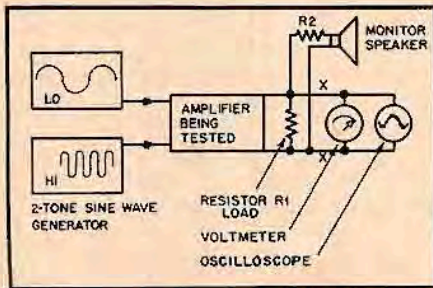 R2
MONITOR
SPEAKER
LO
X
AMPLIFIER
BEING
TESTED
HI
X
2-TONE SINE WAVE
GENERATOR
RESISTOR R1
LOAD
VOLTMETER
OSCILLOSCOPE